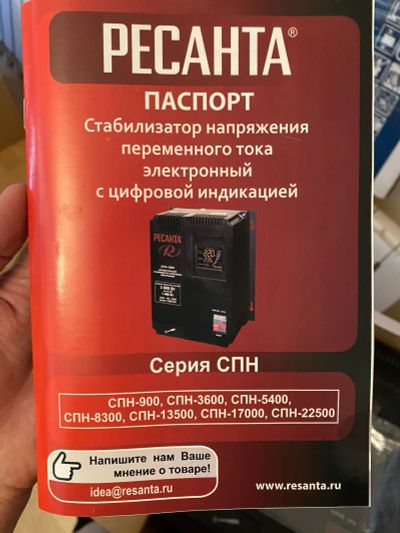 РЕСАНТА®
ПАСПОРТ
Стабилизатор напряжения
переменного тока
электронный
с цифровой индикацией
РЕСАНТА
R
Серия СПН
СПН-900, СПН-3600, СПН-5400,
СПН-8300, СПН-13500, СПН-17000, СПН-22500
Напишите нам Ваше
мнение о товаре!
idea@resanta.ru
www.resanta.ru